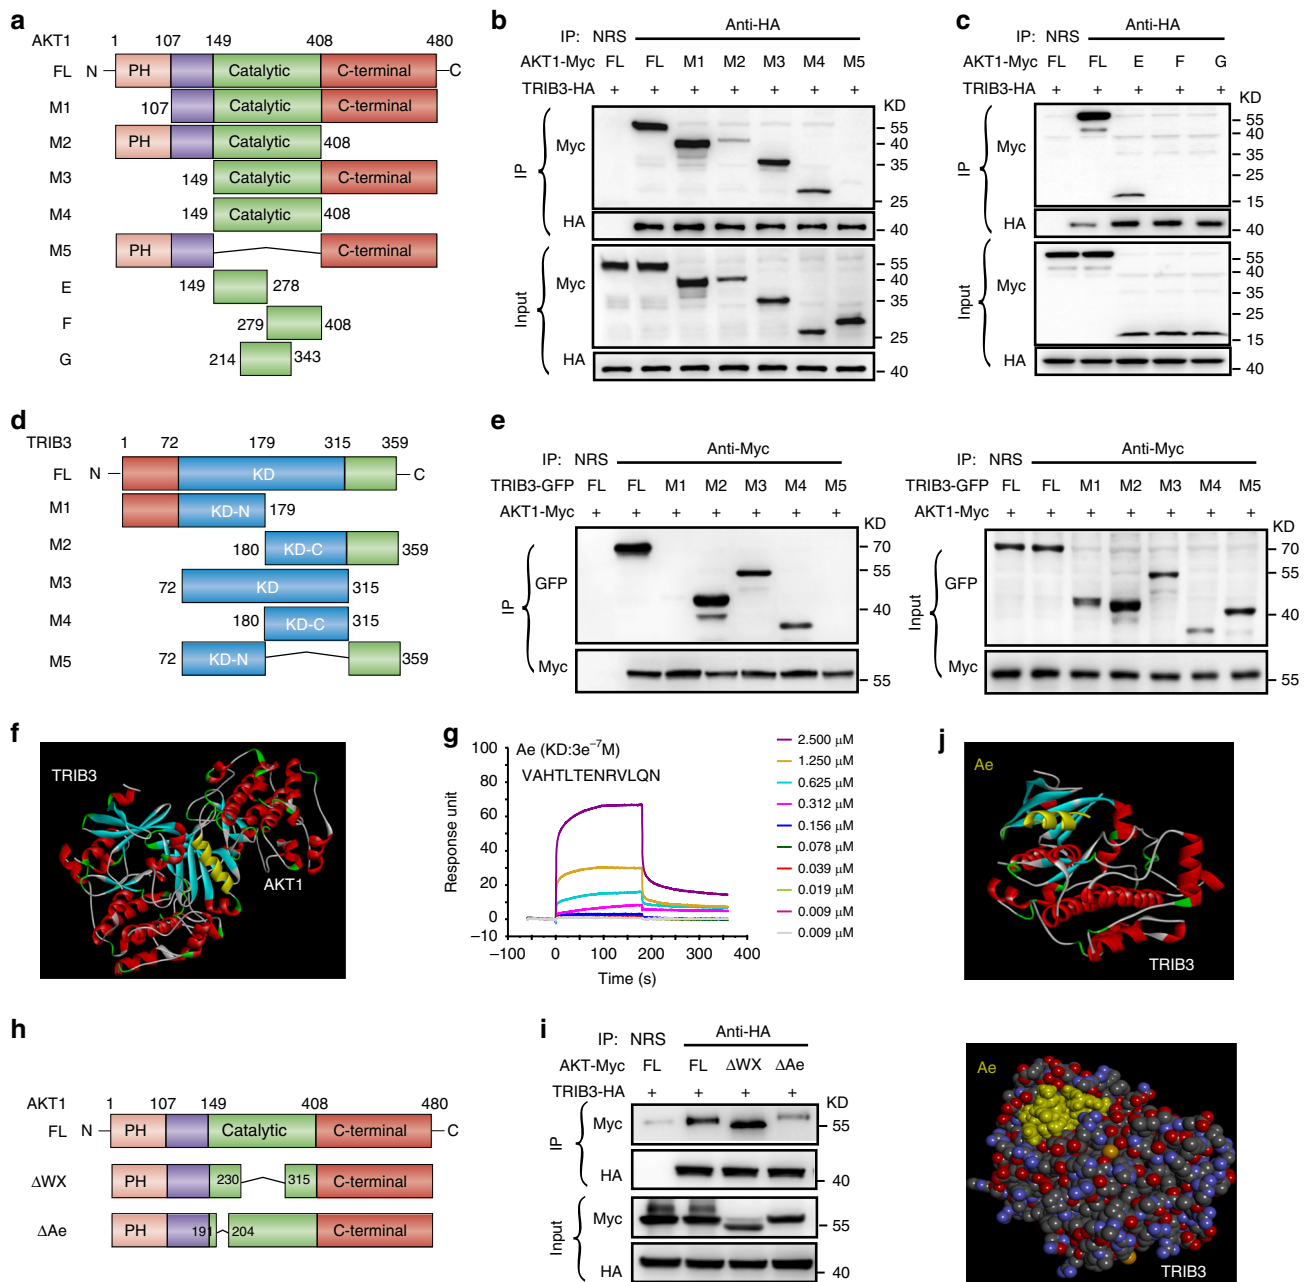 a
AKT1 1 107 149 408 480
FL N PH Catalytic C-terminal C
M1 107 Catalytic C-terminal
M2 PH Catalytic 408
M3 149 Catalytic C-terminal
M4 149 Catalytic 408
M5 PH C-terminal
E 149 278
F 279 408
G 214 343
b
Anti-HA
IP: NRS
AKT1-Myc FL FL M1 M2 M3 M4 M5
TRIB3-HA + + + + + + +
KD
IP Myc 55 40 35 25
HA 40
Input Myc 55 40 35 25
HA 40
c
Anti-HA
IP: NRS
AKT1-Myc FL FL E F G
TRIB3-HA + + + + +
KD
IP Myc 55 40 35 25 15
HA 40
Input Myc 55 40 35 25 15
HA 40
d
TRIB3 1 72 179 315 359
FL N KD C
M1 KD-N 179
M2 180 KD-C 359
M3 72 KD 315
M4 180 KD-C 315
M5 72 KD-N 359
e
Anti-Myc
IP: NRS
TRIB3-GFP FL FL M1 M2 M3 M4 M5
AKT1-Myc + + + + + + +
KD
IP GFP 70 55 40
Myc 55
Anti-Myc
IP: NRS
TRIB3-GFP FL FL M1 M2 M3 M4 M5
AKT1-Myc + + + + + + +
KD
Input GFP 70 55 40
Myc 55
f
TRIB3
AKT1
g
Ae (KD:3e⁻⁷M)
VAHTLTENRVLQN
Response unit
100
80
60
40
20
0
−10
−100 0 100 200 300 400
Time (s)
2.500 µM
1.250 µM
0.625 µM
0.312 µM
0.156 µM
0.078 µM
0.039 µM
0.019 µM
0.009 µM
0.009 µM
j
Ae
TRIB3
h
AKT1 1 107 149 408 480
FL N PH Catalytic C-terminal C
ΔWX PH 230 315 C-terminal
ΔAe PH 191 204 C-terminal
i
Anti-HA
IP: NRS
AKT-Myc FL FL ΔWX ΔAe
TRIB3-HA + + + +
KD
IP Myc 55
HA 40
Input Myc 55
HA 40
Ae
TRIB3